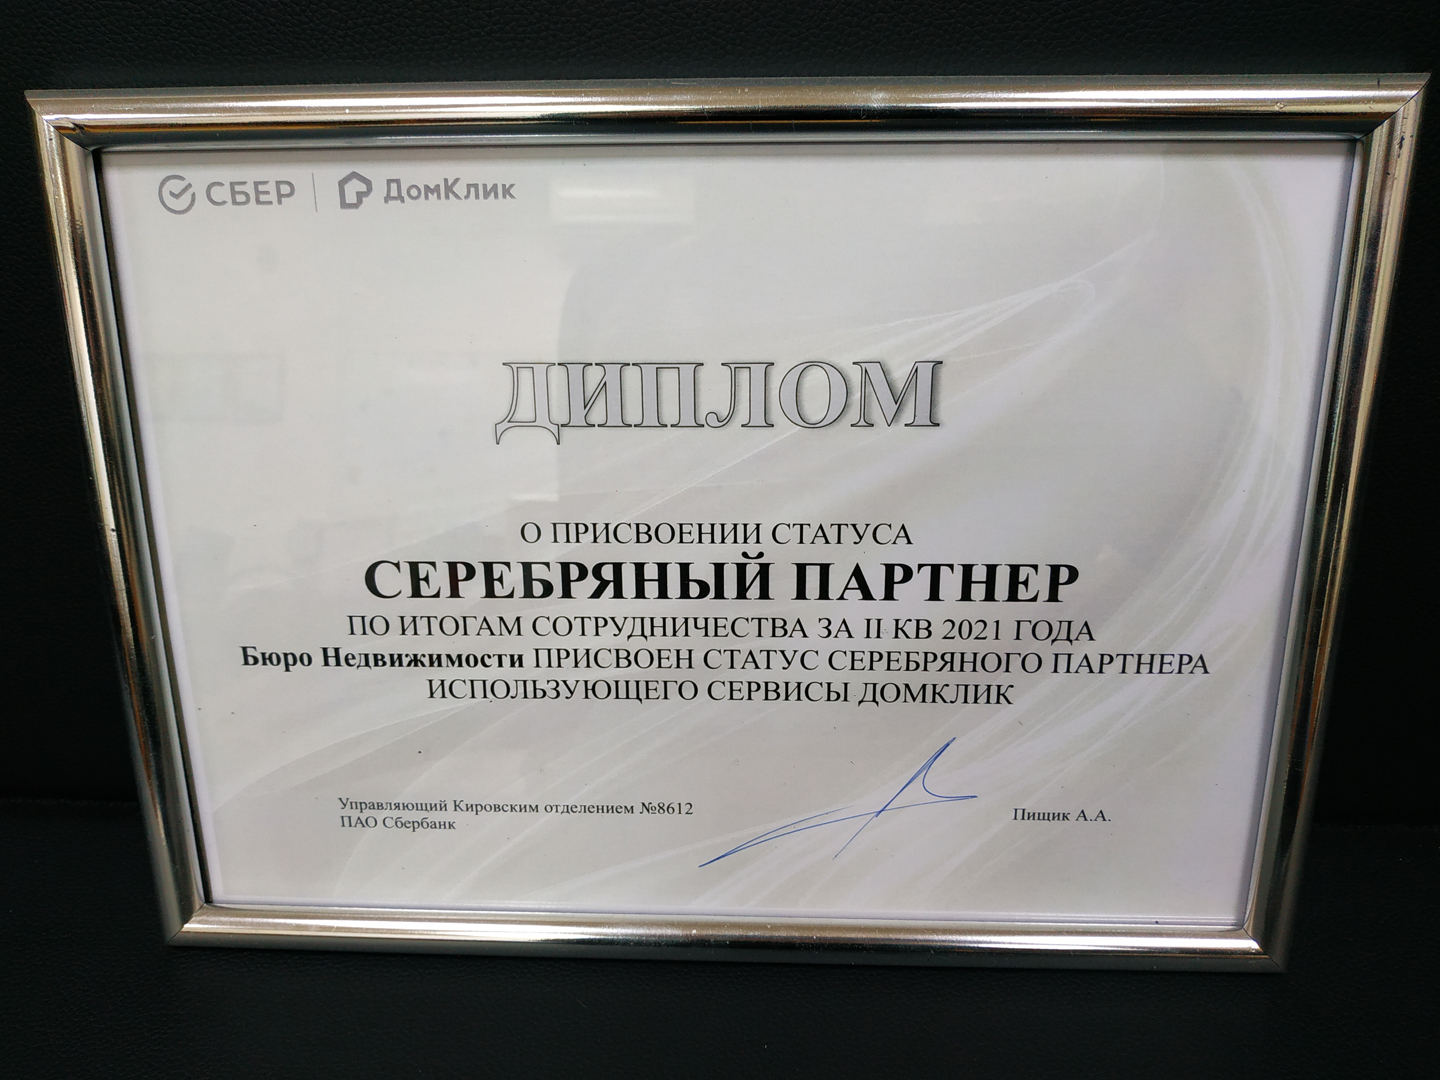 СБЕР | ДомКлик
ДИПЛОМ
О ПРИСВОЕНИИ СТАТУСА
СЕРЕБРЯНЫЙ ПАРТНЕР
ПО ИТОГАМ СОТРУДНИЧЕСТВА ЗА II КВ 2021 ГОДА
Бюро Недвижимости ПРИСВОЕН СТАТУС СЕРЕБРЯНОГО ПАРТНЕРА
ИСПОЛЬЗУЮЩЕГО СЕРВИСЫ ДОМКЛИК
Управляющий Кировским отделением №8612
ПАО Сбербанк
Пищик А.А.